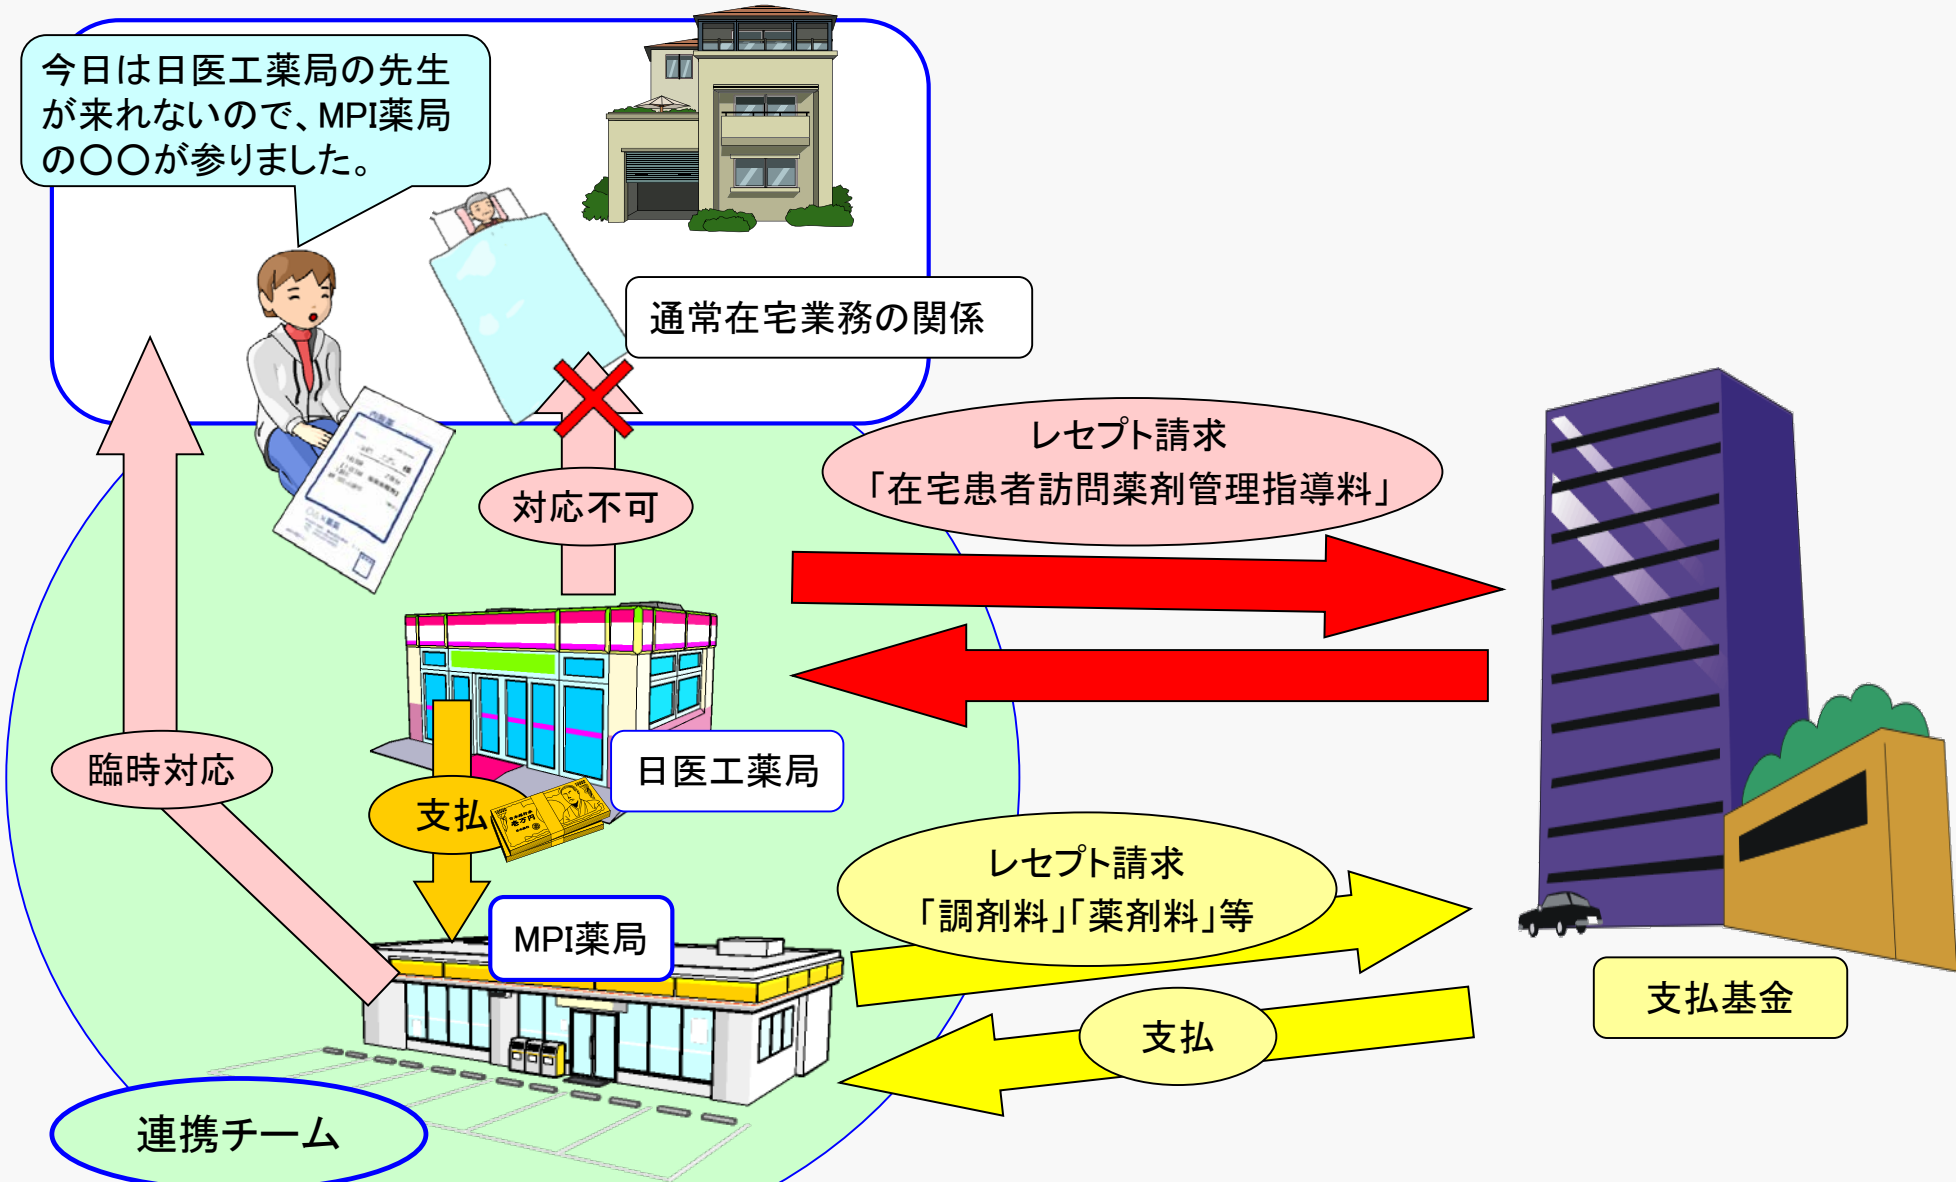 今日は日医工薬局の先生
が来れないので、MPI薬局
の〇〇が参りました。
通常在宅業務の関係
対応不可
レセプト請求
「在宅患者訪問薬剤管理指導料」
臨時対応
支払
日医工薬局
MPI薬局
レセプト請求
「調剤料」「薬剤料」等
支払
支払基金
連携チーム